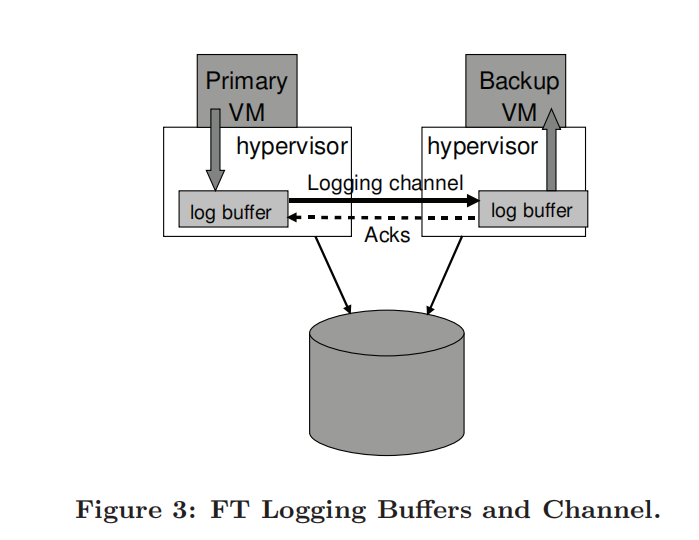 Primary
VM
Backup
VM
hypervisor
hypervisor
Logging channel
log buffer
log buffer
Acks
Figure 3: FT Logging Buffers and Channel.